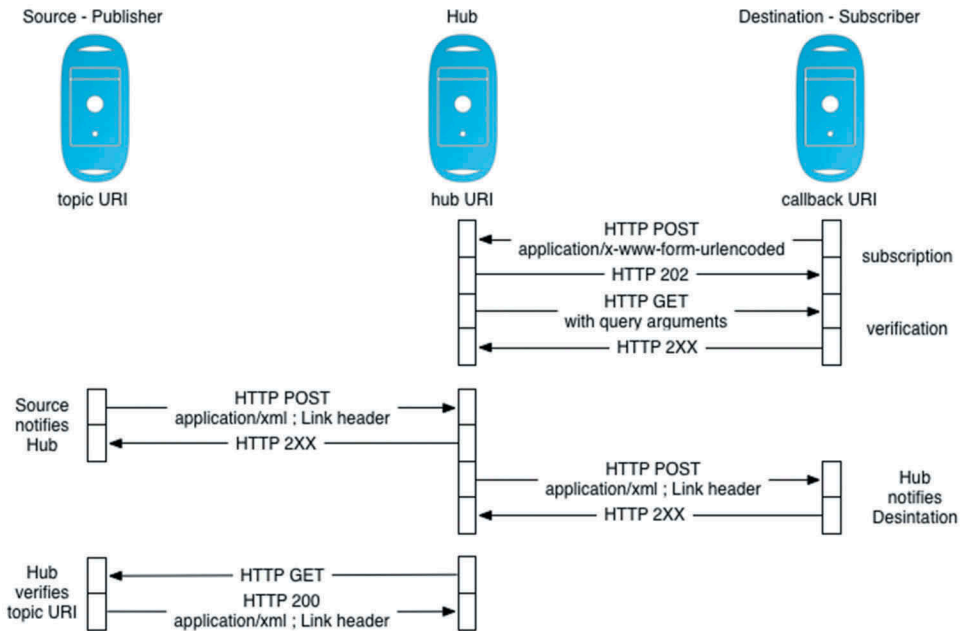 Source - Publisher
Hub
Destination - Subscriber
topic URI
hub URI
callback URI
HTTP POST
application/x-www-form-urlencoded
subscription
HTTP 202
HTTP GET
with query arguments
verification
HTTP 2XX
Source
notifies
Hub
HTTP POST
application/xml ; Link header
HTTP 2XX
HTTP POST
application/xml ; Link header
HTTP 2XX
Hub
notifies
Desintation
Hub
verifies
topic URI
HTTP GET
HTTP 200
application/xml ; Link header